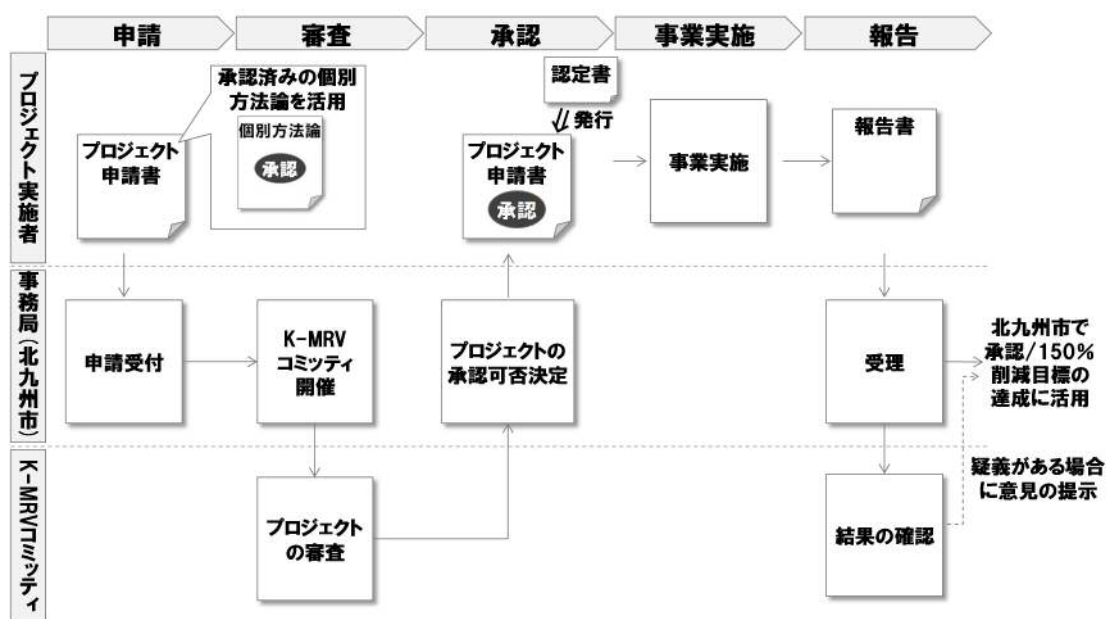 申請
審査
承認
事業実施
報告
プロジェクト実施者
承認済みの個別
方法論を活用
個別方法論
承認
プロジェクト
申請書
認定書
発行
プロジェクト
申請書
承認
事業実施
報告書
事務局(北九州市)
申請受付
K-MRV
コミッティ
開催
プロジェクトの
承認可否決定
受理
北九州市で
承認/150%
削減目標の
達成に活用
K-MRVコミッティ
プロジェクト
の審査
結果の確認
疑義がある場合
に意見の提示